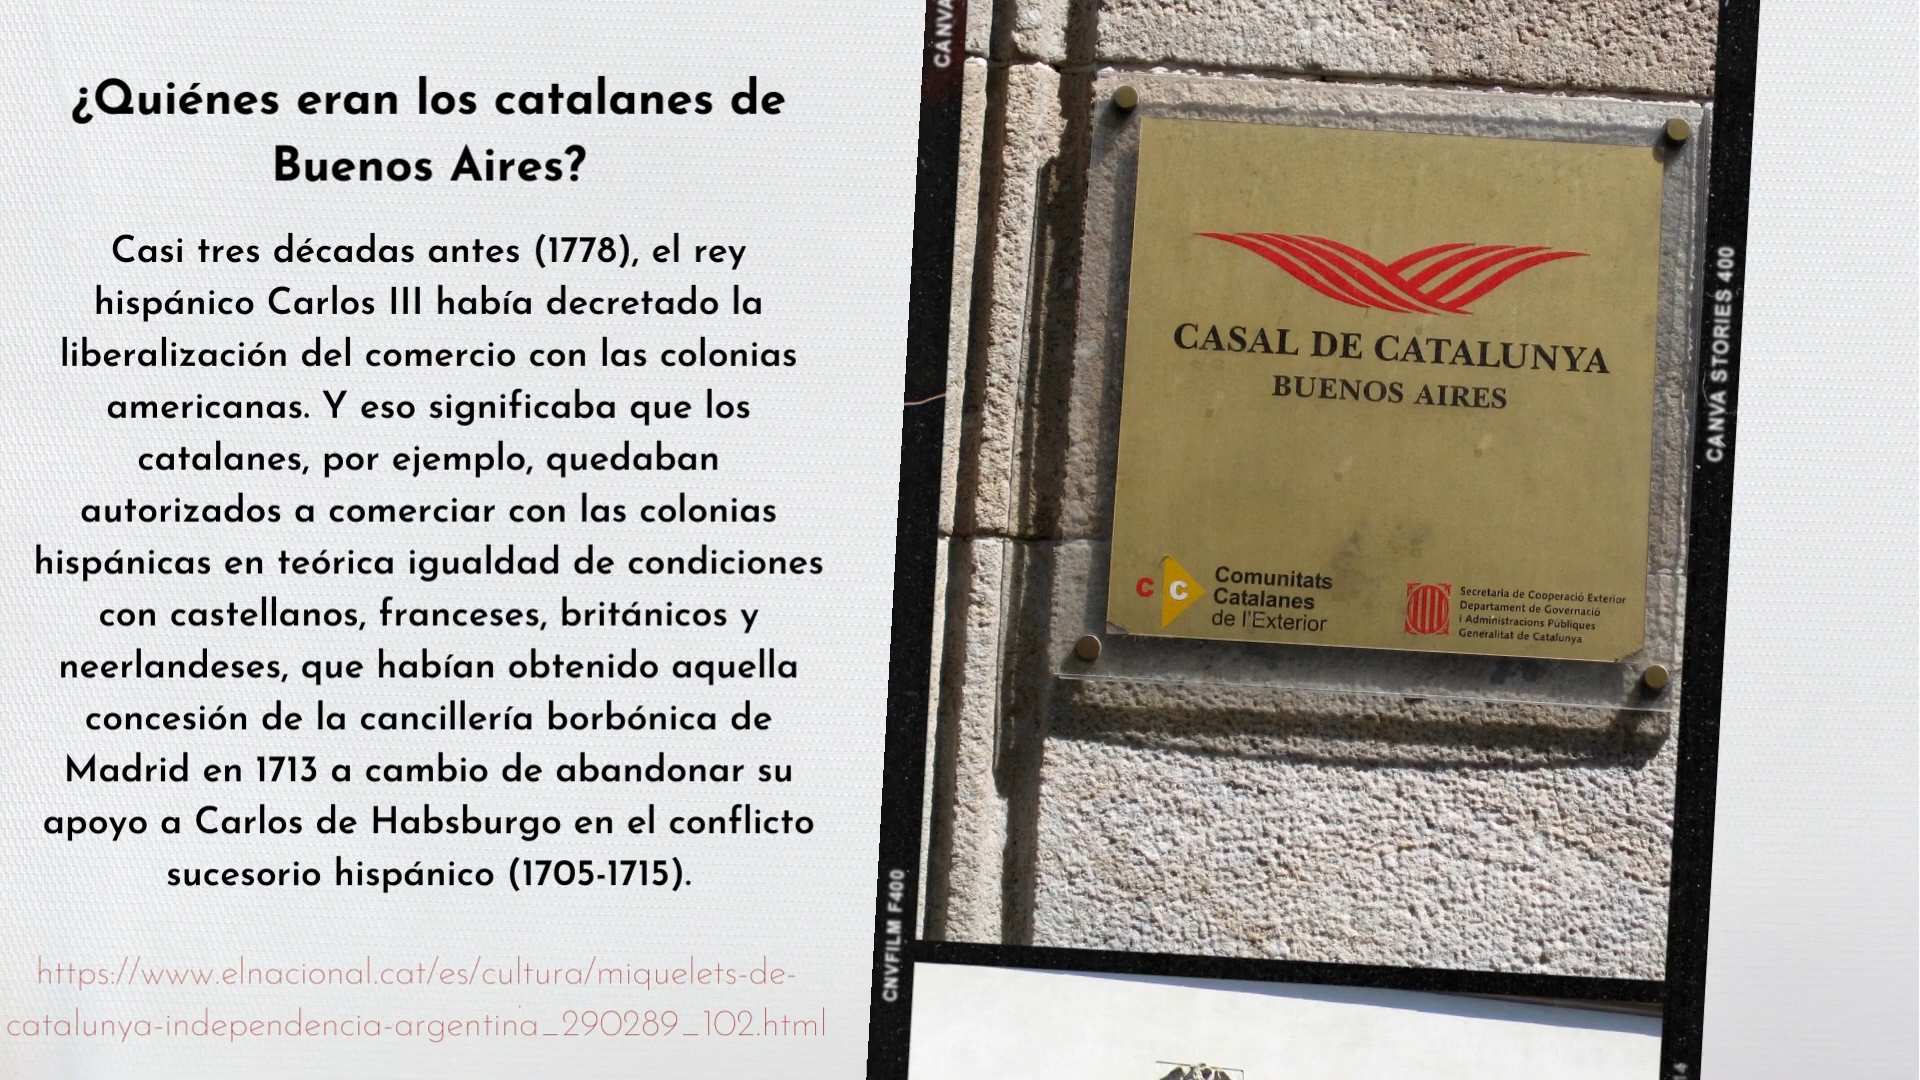 ¿Quiénes eran los catalanes de
Buenos Aires?
Casi tres décadas antes (1778), el rey
hispánico Carlos III había decretado la
liberalización del comercio con las colonias
americanas. Y eso significaba que los
catalanes, por ejemplo, quedaban
autorizados a comerciar con las colonias
hispánicas en teórica igualdad de condiciones
con castellanos, franceses, británicos y
neerlandeses, que habían obtenido aquella
concesión de la cancillería borbónica de
Madrid en 1713 a cambio de abandonar su
apoyo a Carlos de Habsburgo en el conflicto
sucesorio hispánico (1705-1715).
https://www.elnacional.cat/es/cultura/miquelets-de-
catalunya-independencia-argentina_290289_102.html
CANVA
CNVFILM F400
CASAL DE CATALUNYA
BUENOS AIRES
CC
Comunitats
Catalanes
de l'Exterior
Secretaria de Cooperació Exterior
Departament de Governació
i Administracions Públiques
Generalitat de Catalunya
CANVA STORIES 400
14